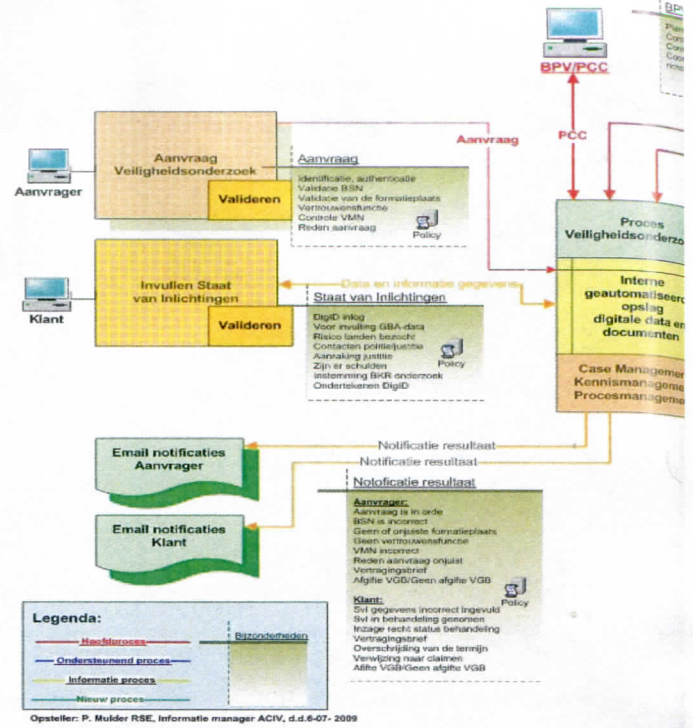 BPV/PCC
Aanvraag
PCC
Aanvrager
Aanvraag
Veiligheidsonderzoek
Valideren
Aanvraag
Identificatie, authenticatie
Validatie BSN
Validatie van de formatieplaats
Vertrouwensfunctie
Controle VMN
Reden aanvraag
Policy
Proces
Veiligheidsonderzo
Klant
Invullen Staat
van Inlichtingen
Valideren
Data en informatie gegevens
Staat van Inlichtingen
DigID inlog
Voor invulling GBA-data
Risico landen bezocht
Contacten politie/justitie
Aanraking justitie
Zijn er schulden
Instemming BKR onderzoek
Ondertekenen DigID
Policy
Interne
geautomatiseerd
opslag
digitale data en
documenten
Case Managemen
Kennismanageme
Procesmanageme
Email notificaties
Aanvrager
Notificatie resultaat
Notificatie resultaat
Email notificaties
Klant
Notoficatie resultaat
Aanvrager:
Aanvraag is in orde
BSN is incorrect
Geen of onjuiste formatieplaats
Geen vertrouwensfunctie
VMN incorrect
Reden aanvraag onjuist
Vertragingsbrief
Afgifte VGB/Geen afgifte VGB
Klant:
SvI gegevens incorrect ingevuld
SvI in behandeling genomen
Inzage recht status behandeling
Vertragingsbrief
Overschrijding van de termijn
Verwijzing naar claimen
Afifte VGB/Geen afgifte VGB
Policy
Legenda:
Hoofdproces
Ondersteunend proces
Informatie proces
Nieuw proces
Bijzonderheden
Opsteller: P. Mulder RSE, Informatie manager ACIV, d.d.6-07- 2009